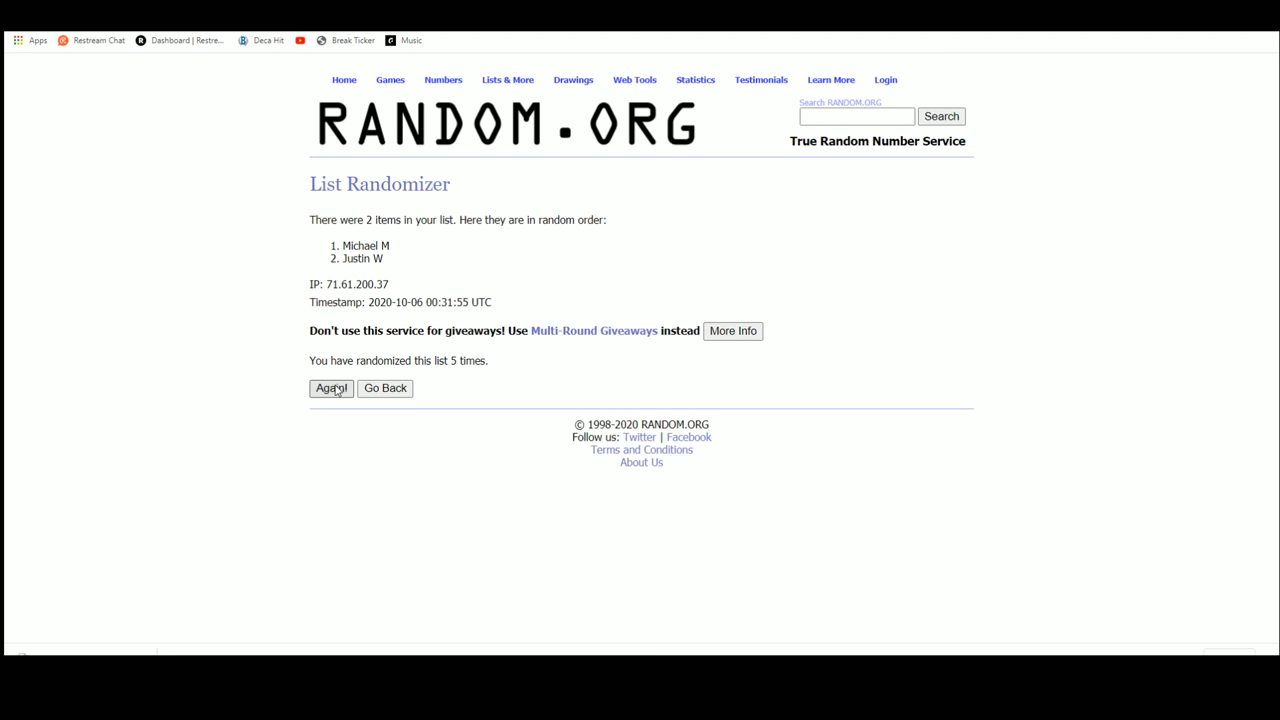 Apps Restream Chat Dashboard | Restre... Deca Hit Break Ticker Music
Home Games Numbers Lists & More Drawings Web Tools Statistics Testimonials Learn More Login
RANDOM.ORG
Search RANDOM.ORG
Search
True Random Number Service
List Randomizer
There were 2 items in your list. Here they are in random order:
1. Michael M
2. Justin W
IP: 71.61.200.37
Timestamp: 2020-10-06 00:31:55 UTC
Don't use this service for giveaways! Use Multi-Round Giveaways instead More Info
You have randomized this list 5 times.
Again! Go Back
© 1998-2020 RANDOM.ORG
Follow us: Twitter | Facebook
Terms and Conditions
About Us